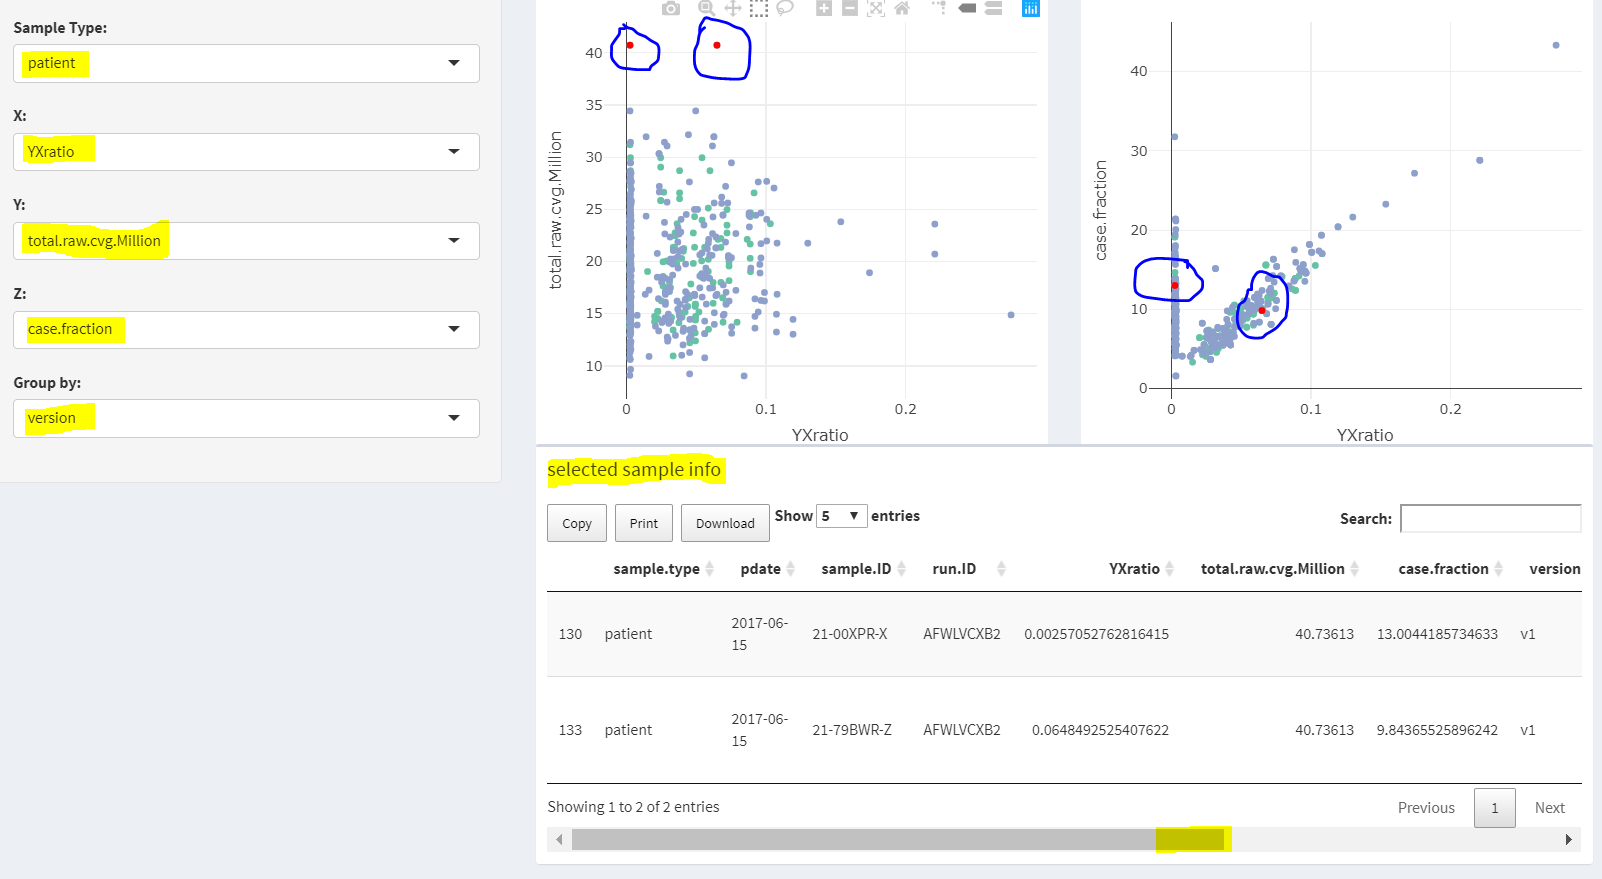 Sample Type:
patient
X:
YXratio
Y:
total.raw.cvg.Million
Z:
case.fraction
Group by:
version
total.raw.cvg.Million
40
35
30
25
20
15
10
0
0.1
0.2
YXratio
case.fraction
40
30
20
10
0
0
0.1
0.2
YXratio
selected sample info
Copy
Print
Download
Show 5 entries
Search:
sample.type pdate sample.ID run.ID YXratio total.raw.cvg.Million case.fraction version
130 patient 2017-06-15 21-00XPR-X AFWLVCXB2 0.00257052762816415 40.73613 13.0044185734633 v1
133 patient 2017-06-15 21-79BWR-Z AFWLVCXB2 0.0648492525407622 40.73613 9.84365525896242 v1
Showing 1 to 2 of 2 entries
Previous 1 Next